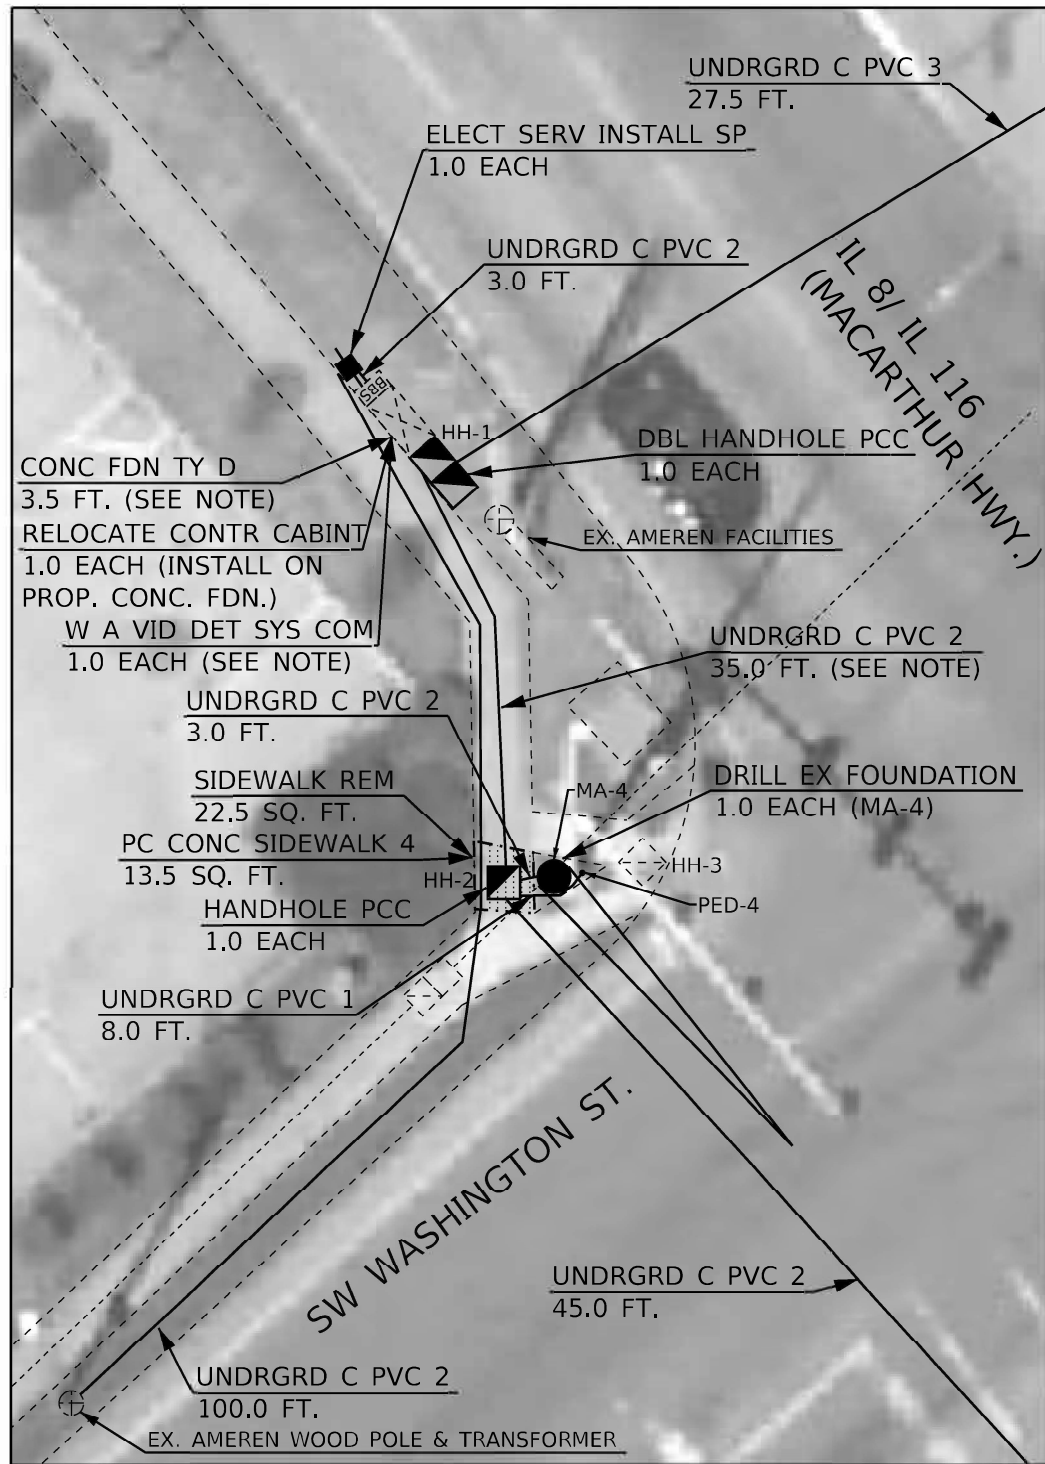 UNDRGRD C PVC 3
27.5 FT.
ELECT SERV INSTALL SP
1.0 EACH
UNDRGRD C PVC 2
3.0 FT.
IL 8/ IL 116
(MACARTHUR HWY.)
BBS
HH-1
DBL HANDHOLE PCC
1.0 EACH
CONC FDN TY D
3.5 FT. (SEE NOTE)
RELOCATE CONTR CABINT
1.0 EACH (INSTALL ON
PROP. CONC. FDN.)
EX. AMEREN FACILITIES
W A VID DET SYS COM
1.0 EACH (SEE NOTE)
UNDRGRD C PVC 2
35.0 FT. (SEE NOTE)
UNDRGRD C PVC 2
3.0 FT.
SIDEWALK REM
22.5 SQ. FT.
MA-4
DRILL EX FOUNDATION
1.0 EACH (MA-4)
PC CONC SIDEWALK 4
13.5 SQ. FT.
HH-2
HH-3
HANDHOLE PCC
1.0 EACH
PED-4
UNDRGRD C PVC 1
8.0 FT.
SW WASHINGTON ST.
UNDRGRD C PVC 2
45.0 FT.
UNDRGRD C PVC 2
100.0 FT.
EX. AMEREN WOOD POLE & TRANSFORMER